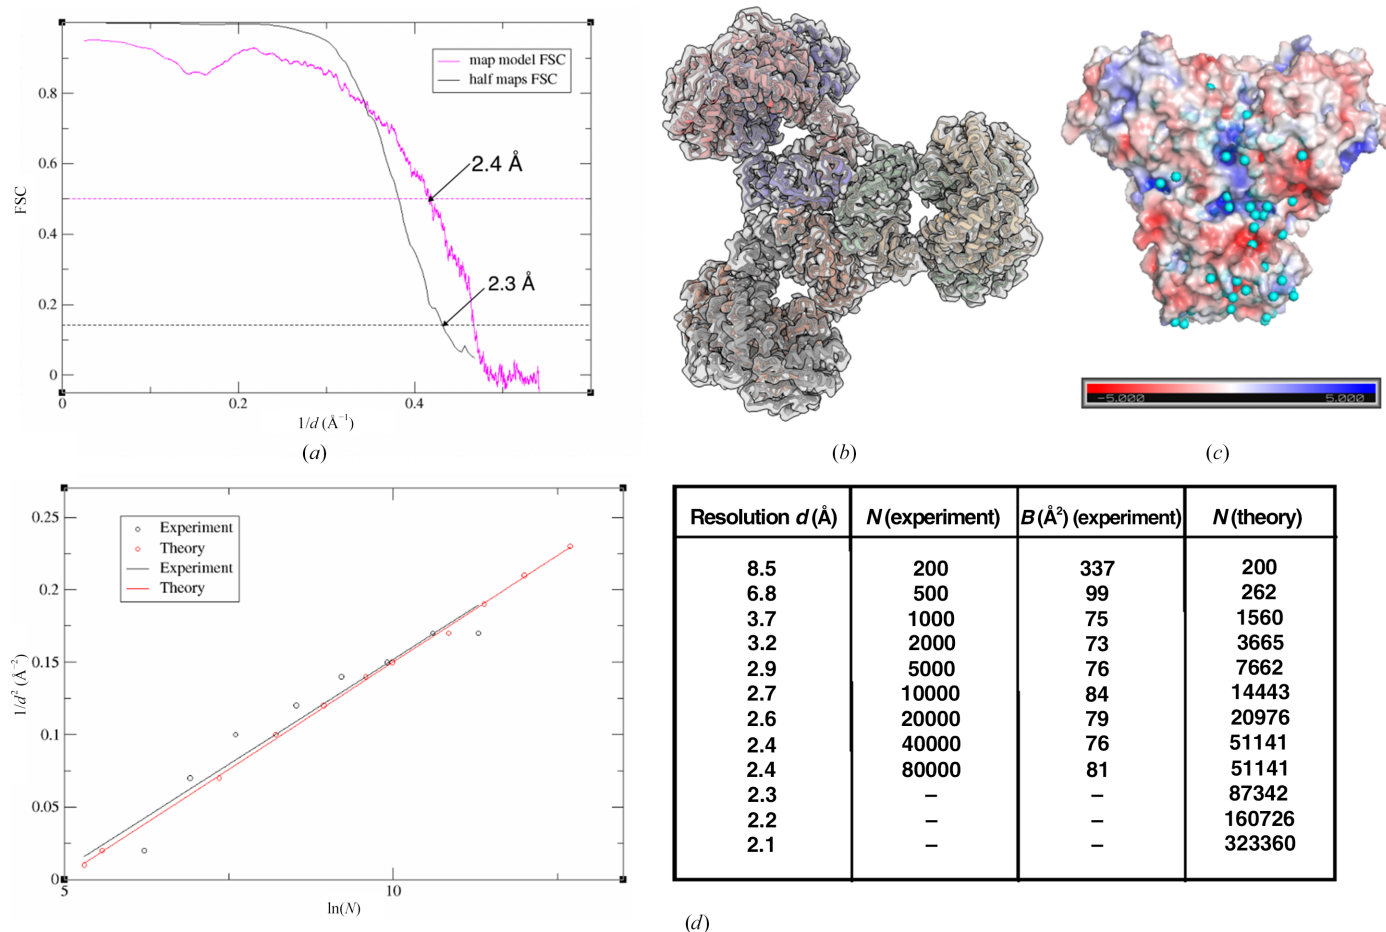 map model FSC
half maps FSC
0.8
0.6
0.4
0.2
0
FSC
2.4 Å
2.3 Å
0
0.2
0.4
1/d (Å⁻¹)
(a)
(b)
−5.000
5.000
(c)
0.25
0.2
0.15
0.1
0.05
0
1/d² (Å⁻²)
Experiment
Theory
Experiment
Theory
5
10
ln(N)
Resolution d (Å) N (experiment) B (Å²) (experiment) N (theory)
8.5 200 337 200
6.8 500 99 262
3.7 1000 75 1560
3.2 2000 73 3665
2.9 5000 76 7662
2.7 10000 84 14443
2.6 20000 79 20976
2.4 40000 76 51141
2.4 80000 81 51141
2.3 – – 87342
2.2 – – 160726
2.1 – – 323360
(d)